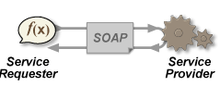 f(x)
SOAP
Service Requester
Service Provider